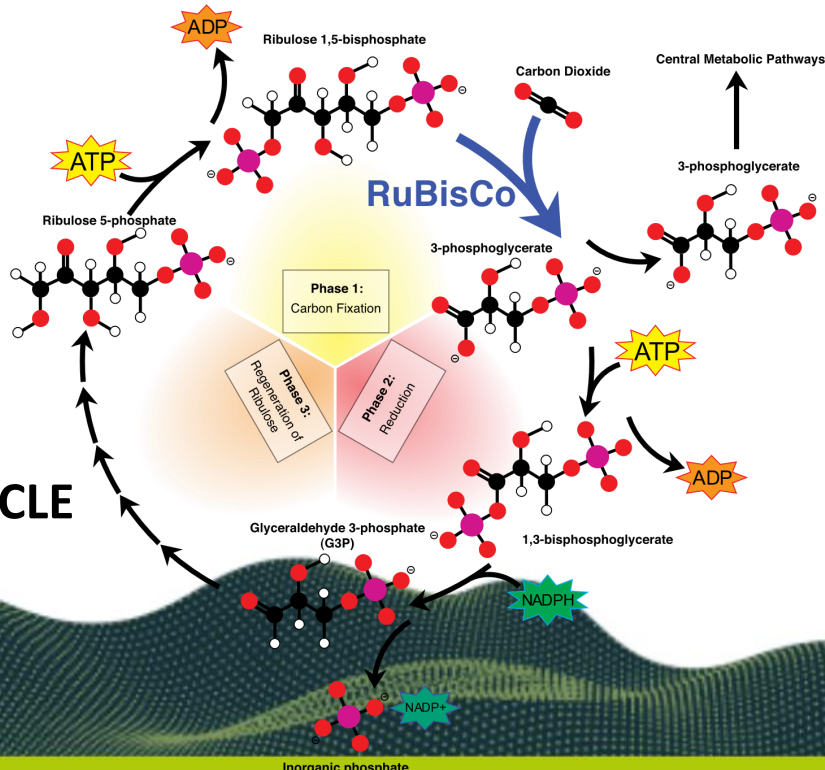 ADP
Ribulose 1,5-bisphosphate
Carbon Dioxide
Central Metabolic Pathways
ATP
RuBisCo
3-phosphoglycerate
Ribulose 5-phosphate
3-phosphoglycerate
Phase 1:
Carbon Fixation
ATP
Phase 3:
Regeneration of
Ribulose
Phase 2:
Reduction
ADP
CLE
Glyceraldehyde 3-phosphate
(G3P)
1,3-bisphosphoglycerate
NADPH
NADP+
Inorganic phosphate